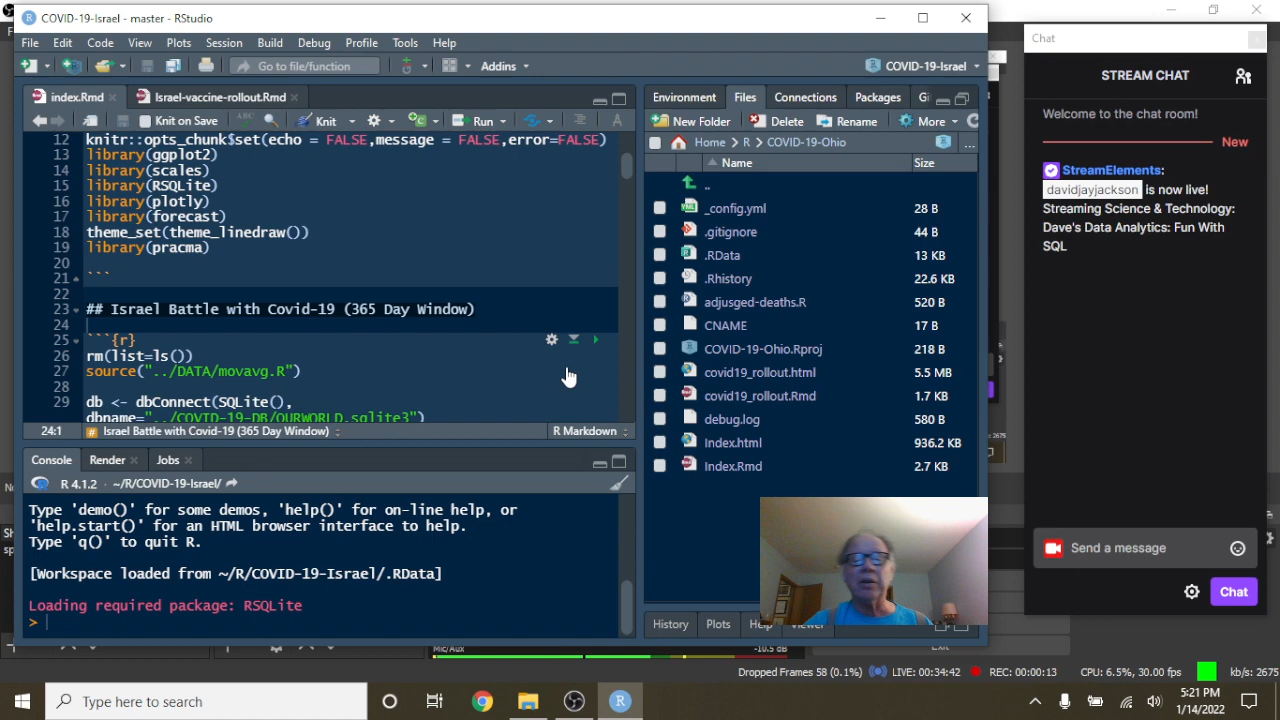 COVID-19-Israel - master - RStudio
File Edit Code View Plots Session Build Debug Profile Tools Help
Go to file/function Addins COVID-19-Israel
index.Rmd Israel-vaccine-rollout.Rmd
Knit on Save ABC Knit Run
12 knitr::opts_chunk$set(echo = FALSE,message = FALSE,error=FALSE)
13 library(ggplot2)
14 library(scales)
15 library(RSQLite)
16 library(plotly)
17 library(forecast)
18 theme_set(theme_linedraw())
19 library(pracma)
20
21 ```
22
23 ## Israel Battle with Covid-19 (365 Day Window)
24
25 ```{r}
26 rm(list=ls())
27 source("../DATA/movavg.R")
28
29 db <- dbConnect(SQLite(),
dbname="../COVID-19-DB/OURWORLD.sqlite3")
24:1 # Israel Battle with Covid-19 (365 Day Window) R Markdown
Console Render Jobs
R 4.1.2 · ~/R/COVID-19-Israel/
Type 'demo()' for some demos, 'help()' for on-line help, or
'help.start()' for an HTML browser interface to help.
Type 'q()' to quit R.
[Workspace loaded from ~/R/COVID-19-Israel/.RData]
Loading required package: RSQLite
>
Environment Files Connections Packages
New Folder Delete Rename More
Home R COVID-19-Ohio ...
Name Size
..
_config.yml 28 B
.gitignore 44 B
.RData 13 KB
.Rhistory 22.6 KB
adjusged-deaths.R 520 B
CNAME 17 B
COVID-19-Ohio.Rproj 218 B
covid19_rollout.html 5.5 MB
covid19_rollout.Rmd 1.7 KB
debug.log 580 B
Index.html 936.2 KB
Index.Rmd 2.7 KB
History Plots Help Viewer
Chat
STREAM CHAT
Welcome to the chat room!
New
StreamElements:
davidjayjackson is now live!
Streaming Science & Technology:
Dave's Data Analytics: Fun With
SQL
Send a message
Chat
Mic/Aux -10.5 dB
Dropped Frames 58 (0.1%) LIVE: 00:34:42 REC: 00:00:13 CPU: 6.5%, 30.00 fps kb/s: 2675
Type here to search
5:21 PM
1/14/2022